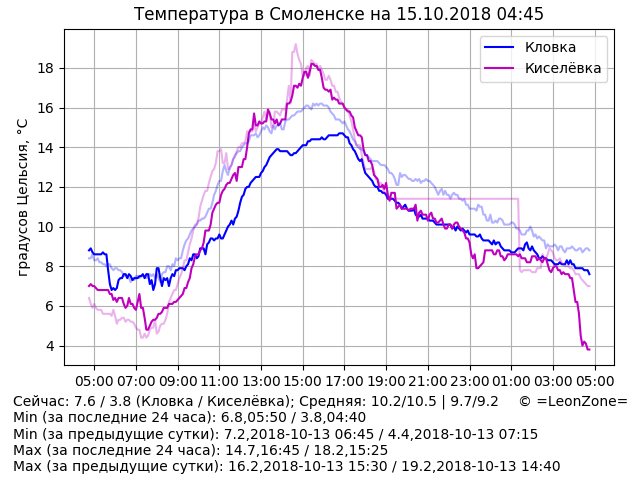 Температура в Смоленске на 15.10.2018 04:45
Кловка
Киселёвка
градусов Цельсия, °C
18
16
14
12
10
8
6
4
05:00 07:00 09:00 11:00 13:00 15:00 17:00 19:00 21:00 23:00 01:00 03:00 05:00
Сейчас: 7.6 / 3.8 (Кловка / Киселёвка); Средняя: 10.2/10.5 | 9.7/9.2 © =LeonZone=
Min (за последние 24 часа): 6.8,05:50 / 3.8,04:40
Min (за предыдущие сутки): 7.2,2018-10-13 06:45 / 4.4,2018-10-13 07:15
Max (за последние 24 часа): 14.7,16:45 / 18.2,15:25
Max (за предыдущие сутки): 16.2,2018-10-13 15:30 / 19.2,2018-10-13 14:40